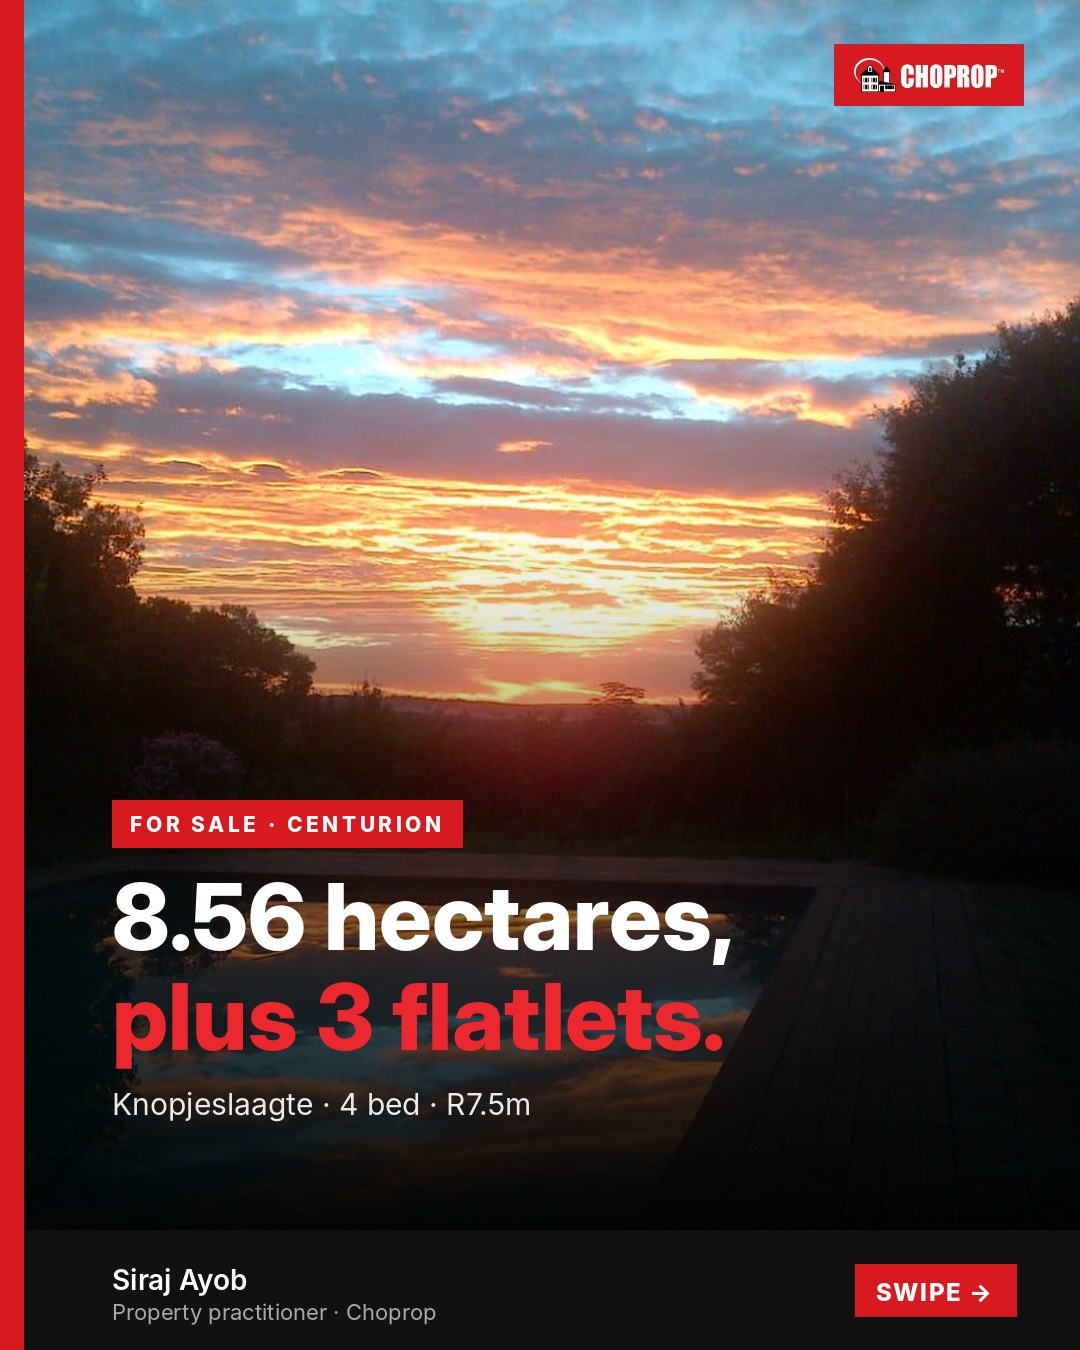 CHOPROP™
FOR SALE · CENTURION
8.56 hectares,
plus 3 flatlets.
Knopjeslaagte · 4 bed · R7.5m
Siraj Ayob
Property practitioner · Choprop
SWIPE →